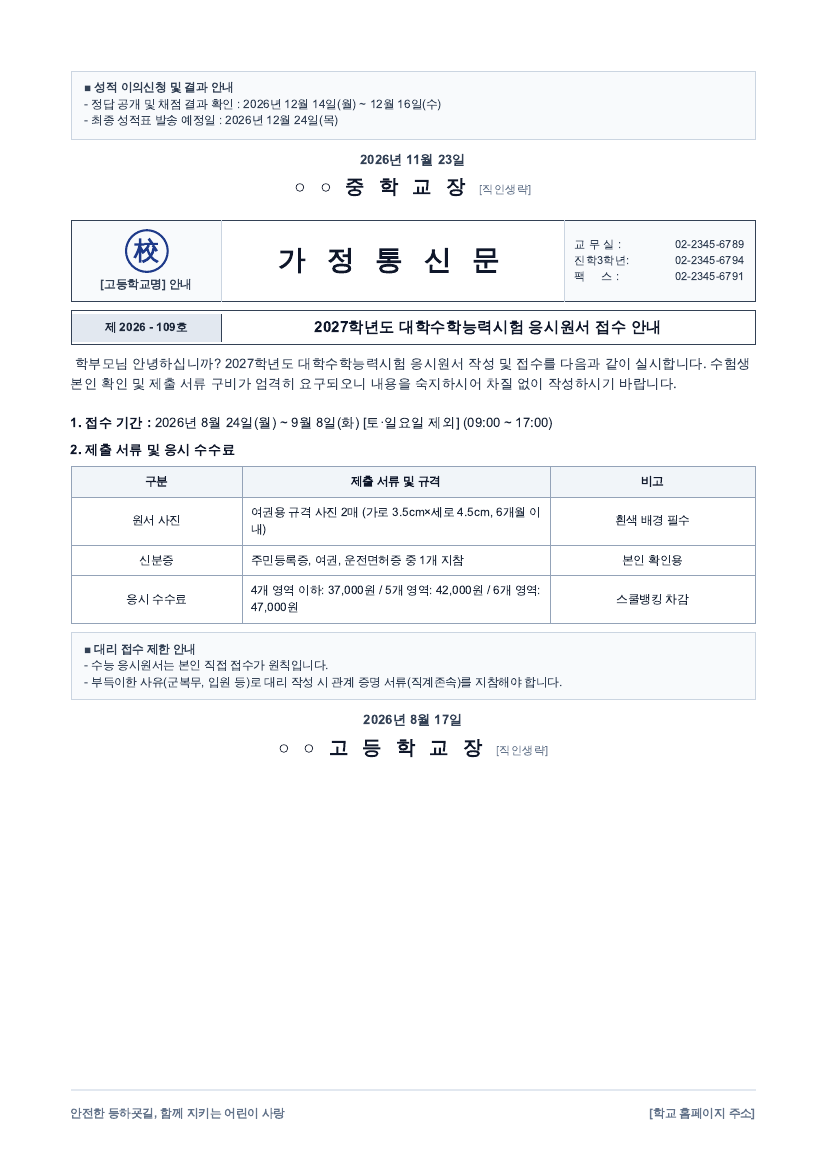 ■ 성적 이의신청 및 결과 안내
- 정답 공개 및 채점 결과 확인 : 2026년 12월 14일(월) ~ 12월 16일(수)
- 최종 성적표 발송 예정일 : 2026년 12월 24일(목)
2026년 11월 23일
○ ○ 중 학 교 장 [직인생략]
校
[고등학교명] 안내
가 정 통 신 문
교 무 실 : 02-2345-6789
진학3학년: 02-2345-6794
팩 스 : 02-2345-6791
제 2026 - 109호
2027학년도 대학수학능력시험 응시원서 접수 안내
학부모님 안녕하십니까? 2027학년도 대학수학능력시험 응시원서 작성 및 접수를 다음과 같이 실시합니다. 수험생
본인 확인 및 제출 서류 구비가 엄격히 요구되오니 내용을 숙지하시어 차질 없이 작성하시기 바랍니다.
1. 접수 기간 : 2026년 8월 24일(월) ~ 9월 8일(화) [토·일요일 제외] (09:00 ~ 17:00)
2. 제출 서류 및 응시 수수료
구분 제출 서류 및 규격 비고
원서 사진 여권용 규격 사진 2매 (가로 3.5cm×세로 4.5cm, 6개월 이
내) 흰색 배경 필수
신분증 주민등록증, 여권, 운전면허증 중 1개 지참 본인 확인용
응시 수수료 4개 영역 이하: 37,000원 / 5개 영역: 42,000원 / 6개 영역:
47,000원 스쿨뱅킹 차감
■ 대리 접수 제한 안내
- 수능 응시원서는 본인 직접 접수가 원칙입니다.
- 부득이한 사유(군복무, 입원 등)로 대리 작성 시 관계 증명 서류(직계존속)를 지참해야 합니다.
2026년 8월 17일
○ ○ 고 등 학 교 장 [직인생략]
안전한 등하굣길, 함께 지키는 어린이 사랑
[학교 홈페이지 주소]